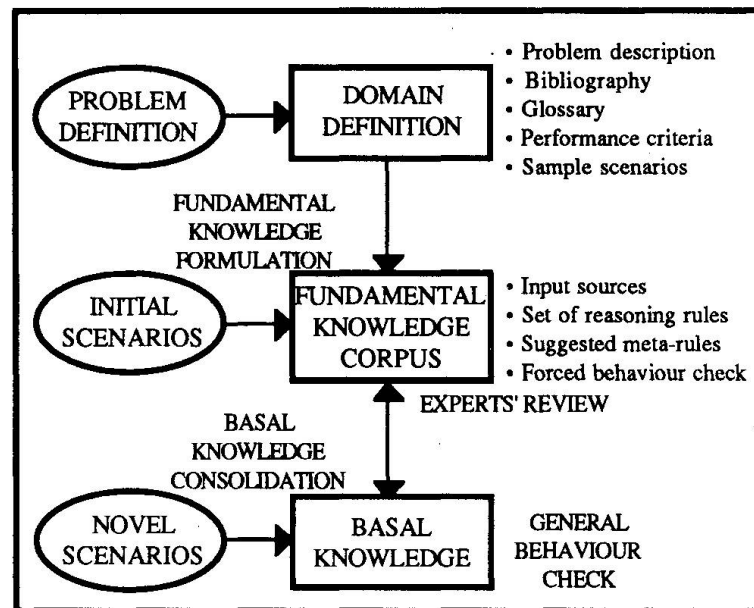 PROBLEM
DEFINITION
DOMAIN
DEFINITION
• Problem description
• Bibliography
• Glossary
• Performance criteria
• Sample scenarios
FUNDAMENTAL
KNOWLEDGE
FORMULATION
INITIAL
SCENARIOS
FUNDAMENTAL
KNOWLEDGE
CORPUS
• Input sources
• Set of reasoning rules
• Suggested meta-rules
• Forced behaviour check
EXPERTS' REVIEW
BASAL
KNOWLEDGE
CONSOLIDATION
NOVEL
SCENARIOS
BASAL
KNOWLEDGE
GENERAL
BEHAVIOUR
CHECK